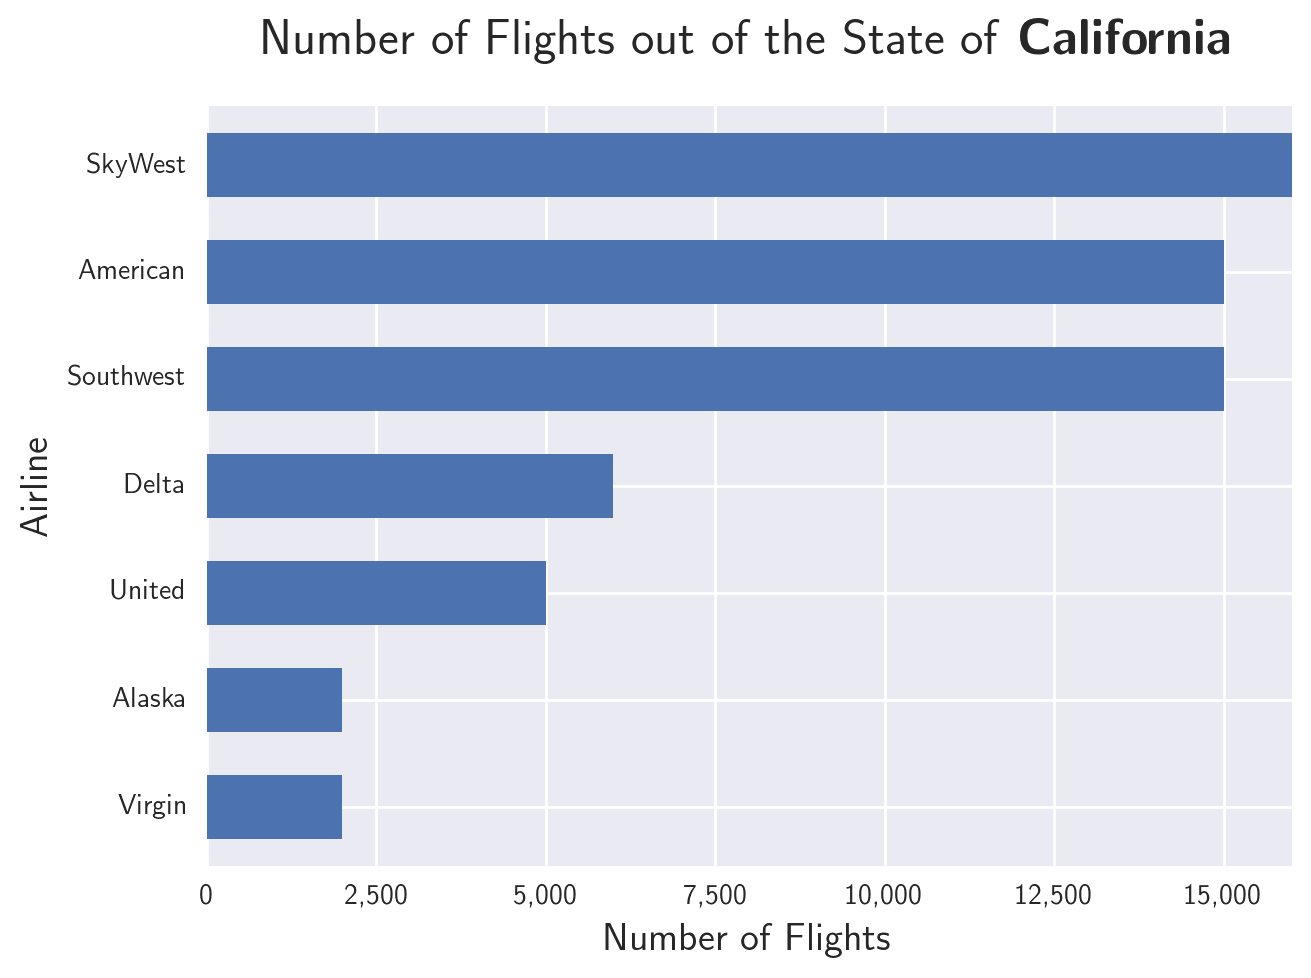 Number of Flights out of the State of California
SkyWest
American
Southwest
Delta
United
Alaska
Virgin
Airline
0 2,500 5,000 7,500 10,000 12,500 15,000
Number of Flights